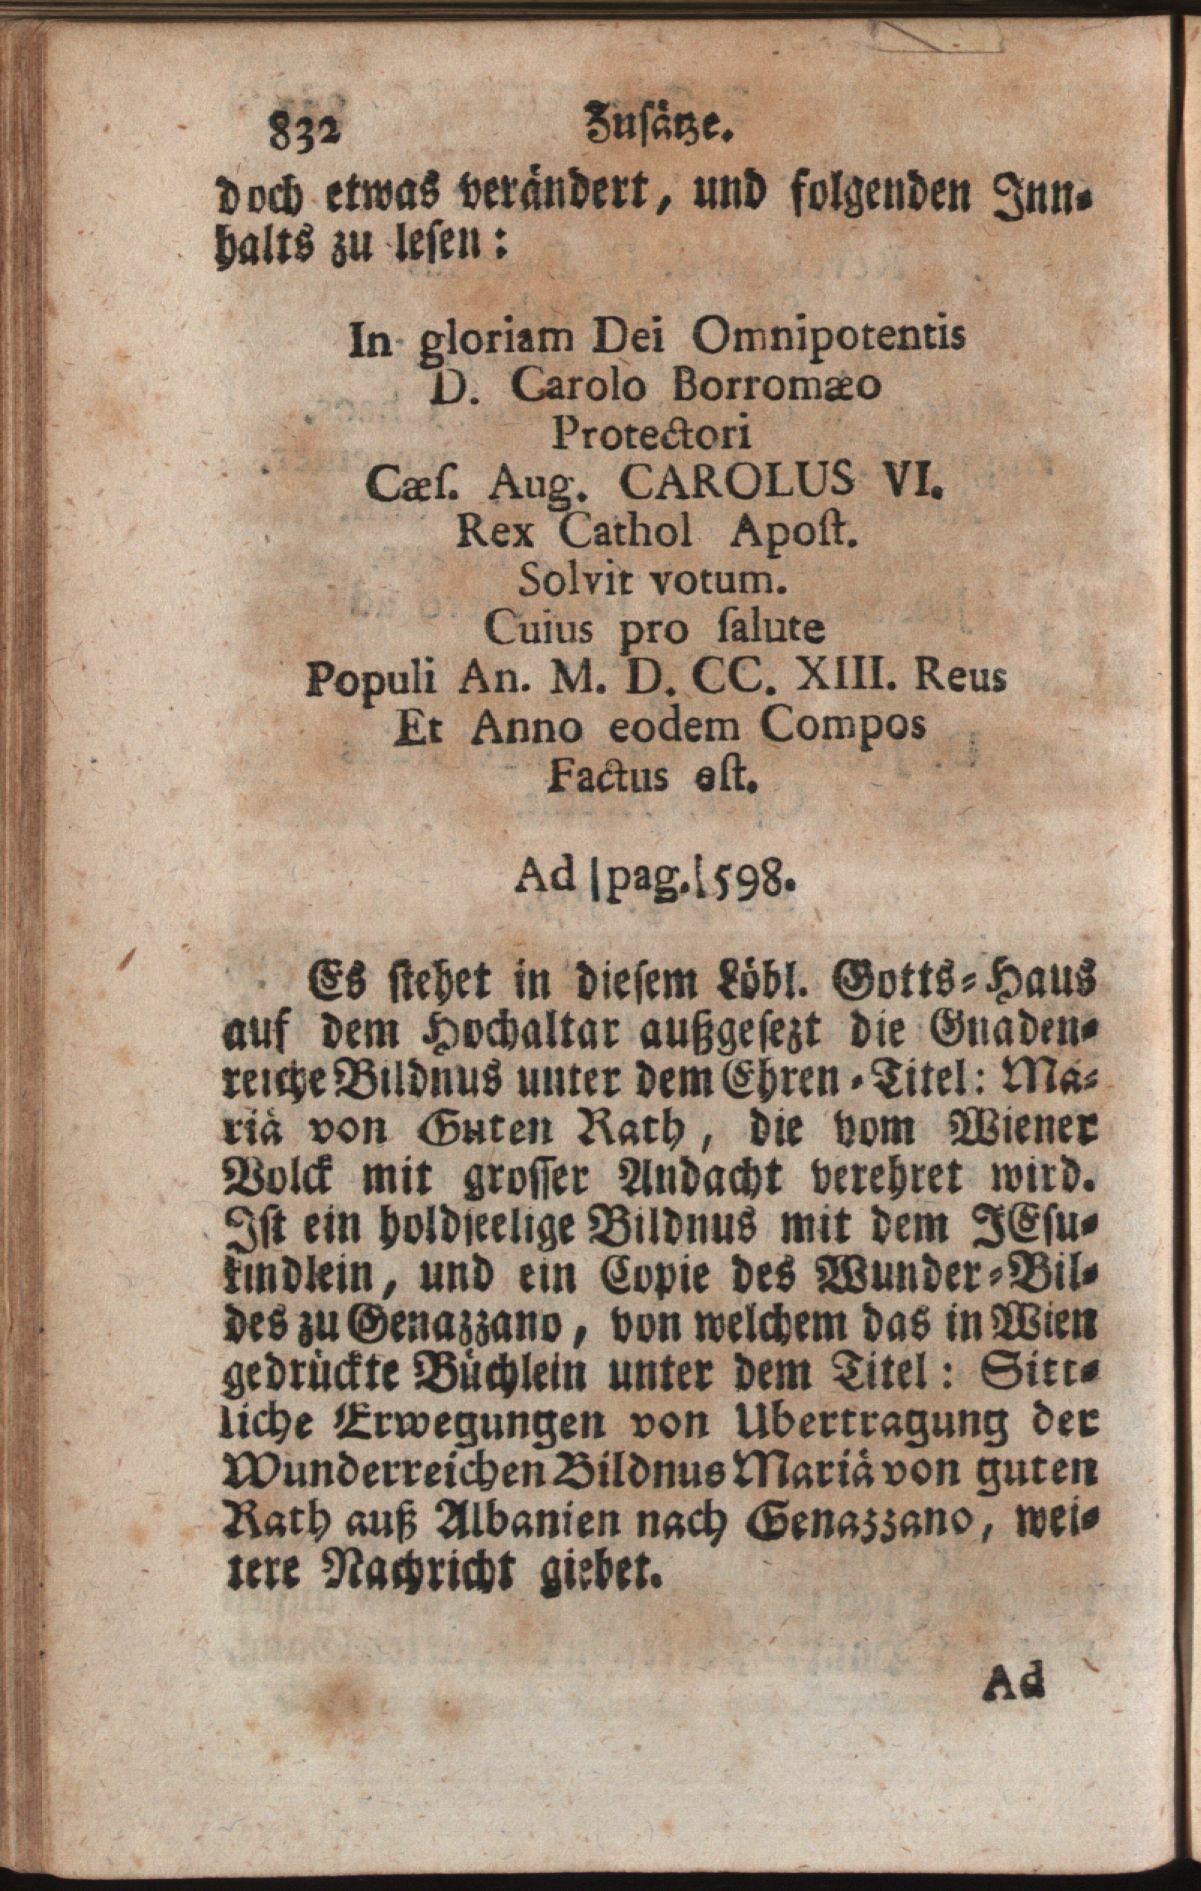 832 Zusätze.
doch etwas verändert, und folgenden Inn-
halts zu lesen:
In gloriam Dei Omnipotentis
D. Carolo Borromæo
Protectori
Cæſ. Aug. CAROLUS VI.
Rex Cathol Apoſt.
Solvit votum.
Cuius pro ſalute
Populi An. M. D. CC. XIII. Reus
Et Anno eodem Compos
Factus eſt.
Ad |pag.|598.
Es ſtehet in dieſem Löbl. Gotts-Haus
auf dem Hochaltar außgeſezt die Gnaden-
reiche Bildnus unter dem Ehren-Titel: Ma-
riä von Guten Rath, die vom Wiener
Volck mit groſſer Andacht verehret wird.
Iſt ein holdſeelige Bildnus mit dem JEſu-
kindlein, und ein Copie des Wunder-Bil-
des zu Genazzano, von welchem das in Wien
gedrückte Büchlein unter dem Titel: Sitt-
liche Erwegungen von Ubertragung der
Wunderreichen Bildnus Mariä von guten
Rath auß Albanien nach Genazzano, wei-
tere Nachricht giebet.
Ad